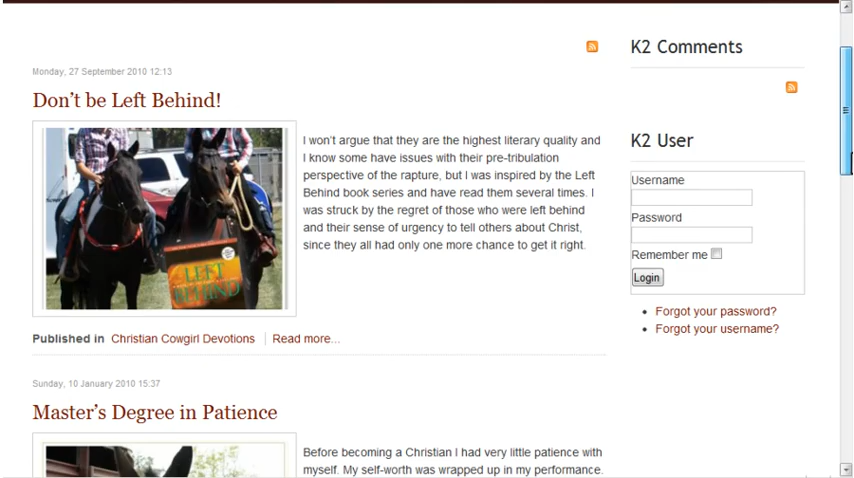 K2 Comments
Monday, 27 September 2010 12:13
Don't be Left Behind!
I won't argue that they are the highest literary quality and
I know some have issues with their pre-tribulation
perspective of the rapture, but I was inspired by the Left
Behind book series and have read them several times. I
was struck by the regret of those who were left behind
and their sense of urgency to tell others about Christ,
since they all had only one more chance to get it right.
LEFT
BEHIND
Published in Christian Cowgirl Devotions Read more...
K2 User
Username
Password
Remember me
Login
Forgot your password?
Forgot your username?
Sunday, 10 January 2010 15:37
Master's Degree in Patience
Before becoming a Christian I had very little patience with
myself. My self-worth was wrapped up in my performance.